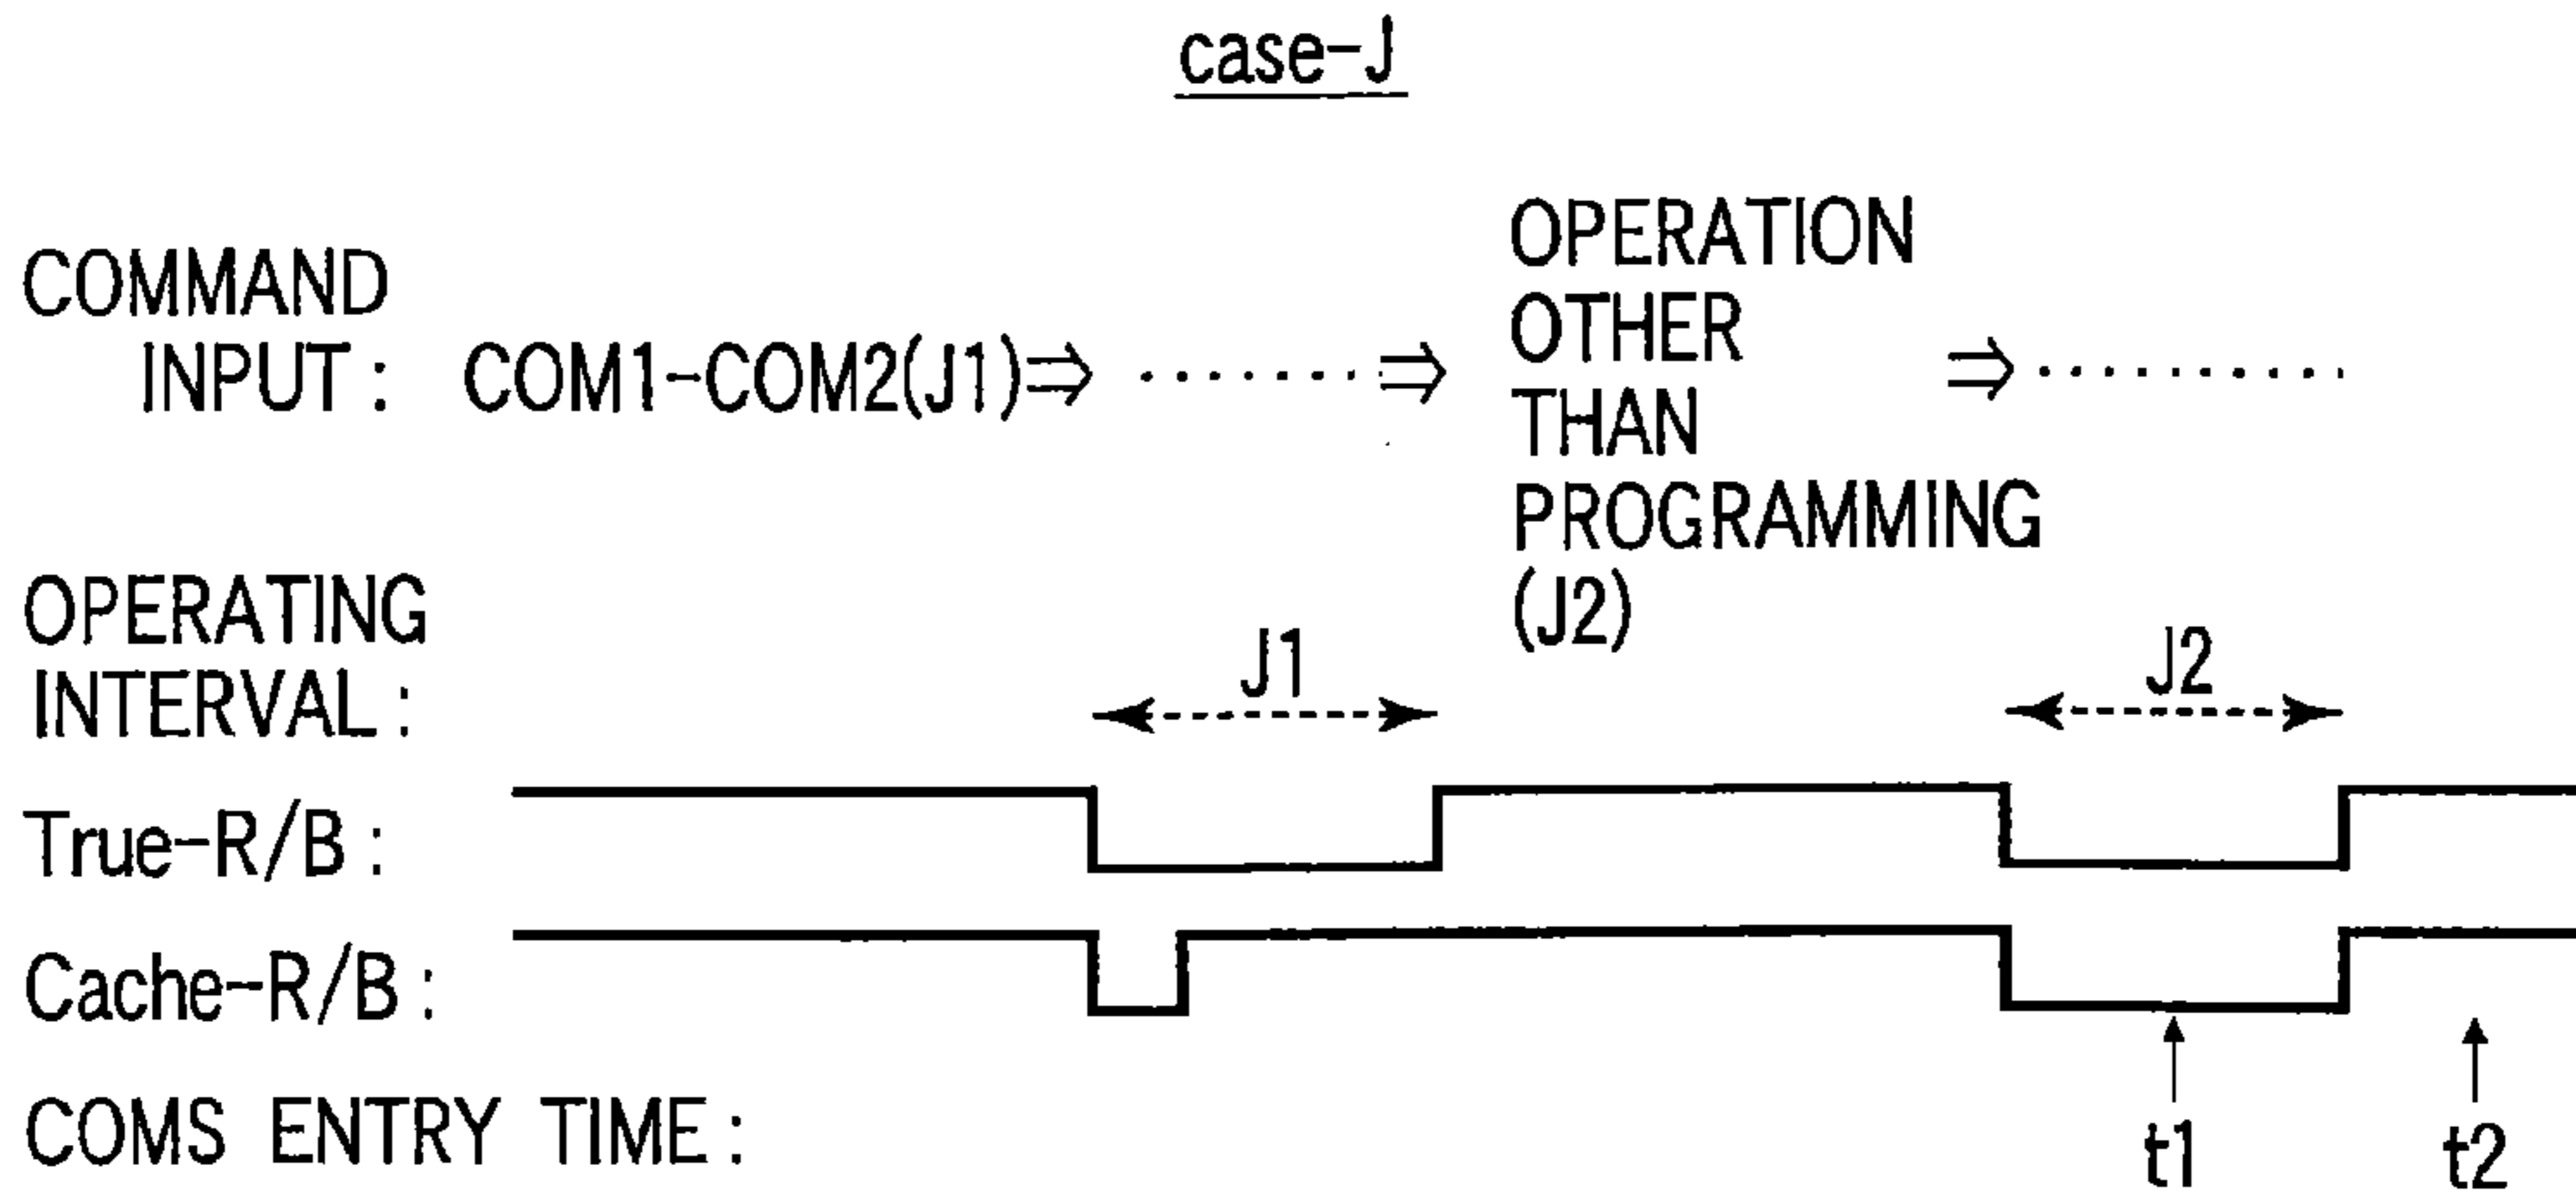 case-J
COMMAND
INPUT : COM1-COM2(J1)⇒ ········⇒
OPERATION
OTHER
THAN
PROGRAMMING
(J2)
⇒··········
OPERATING
INTERVAL :
J1
J2
True-R/B :
Cache-R/B :
COMS ENTRY TIME :
t1
t2